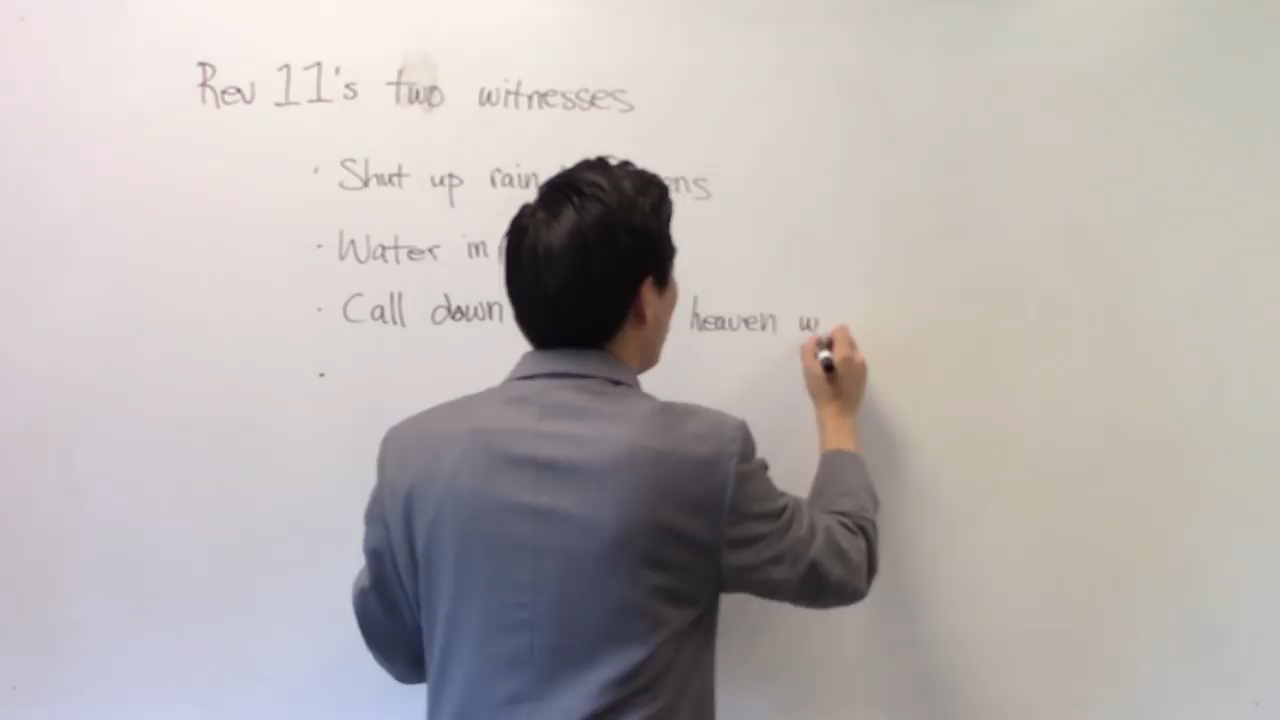 Rev 11's two witnesses
· Shut up rain
· Water in
· Call down heaven
·